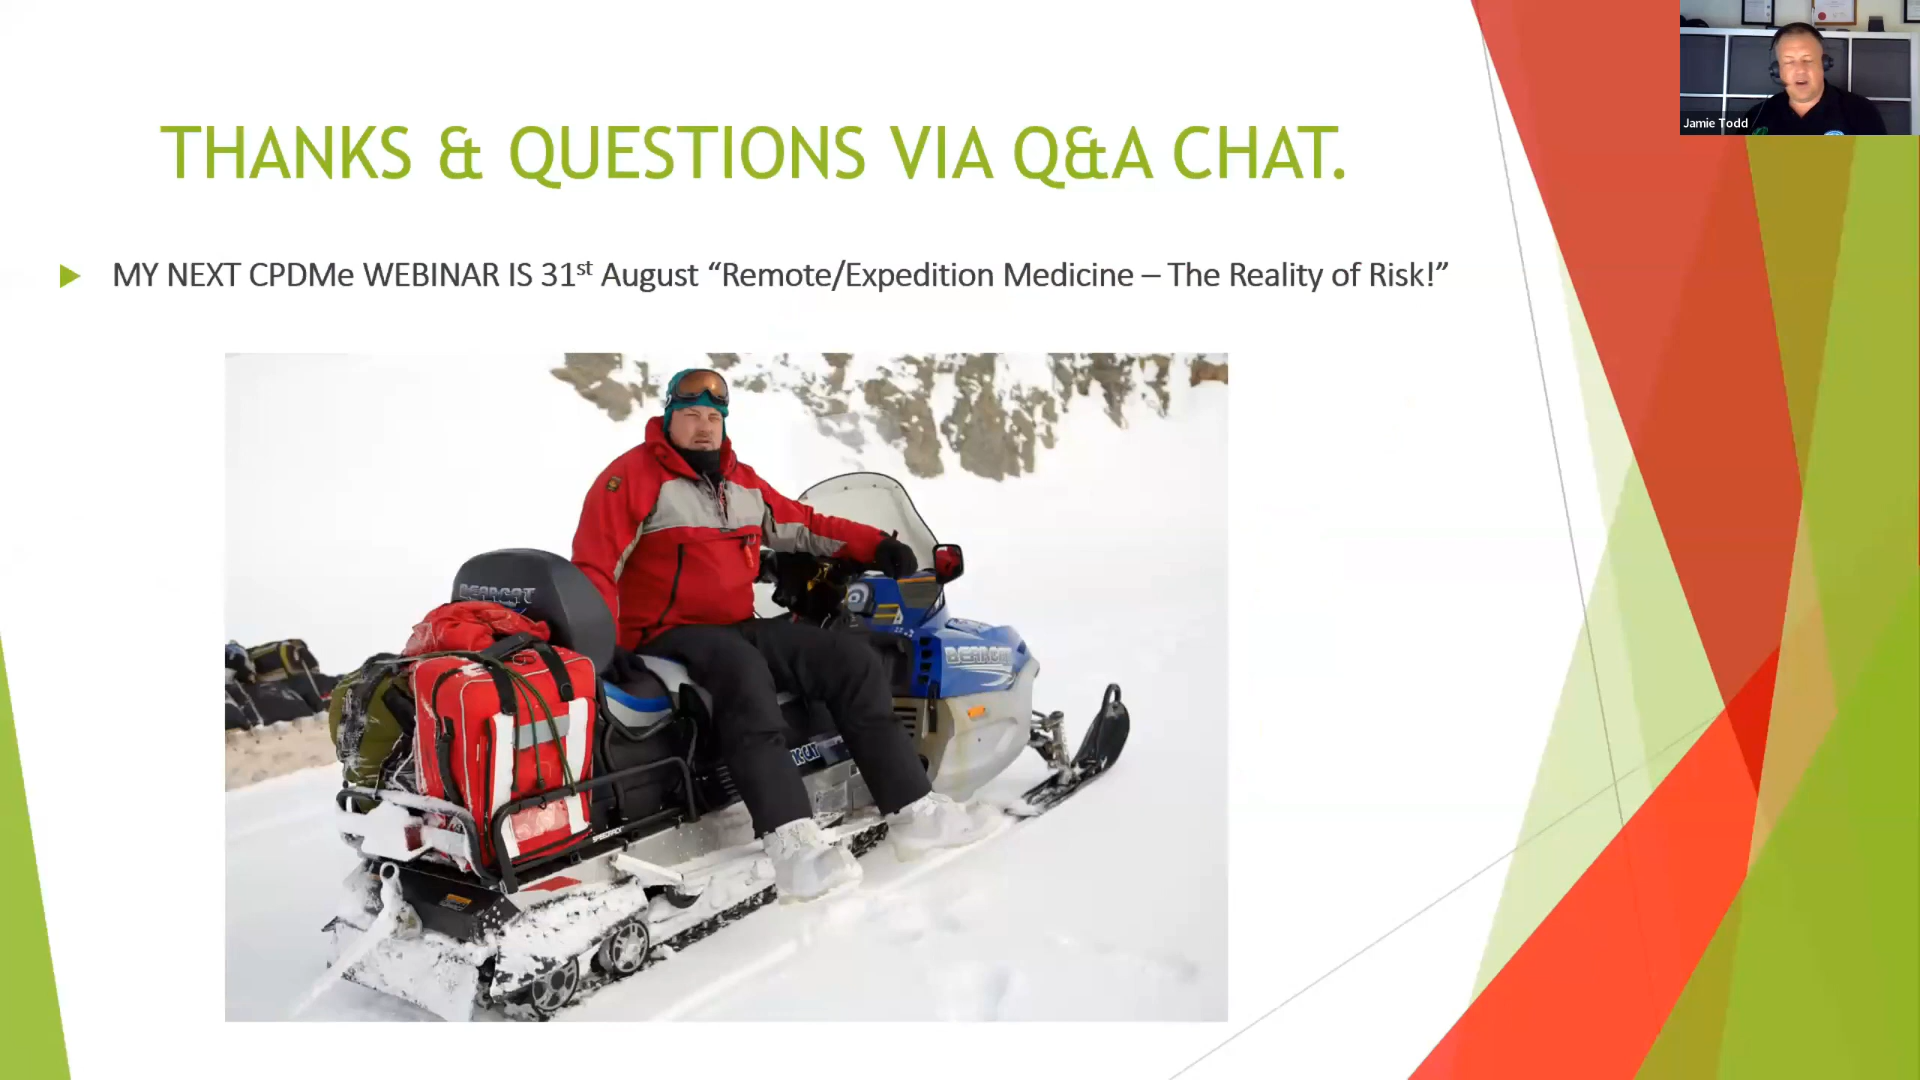 THANKS & QUESTIONS VIA Q&A CHAT.
MY NEXT CPDMe WEBINAR IS 31st August “Remote/Expedition Medicine – The Reality of Risk!”
Jamie Todd
BEARCAT
BEARCAT